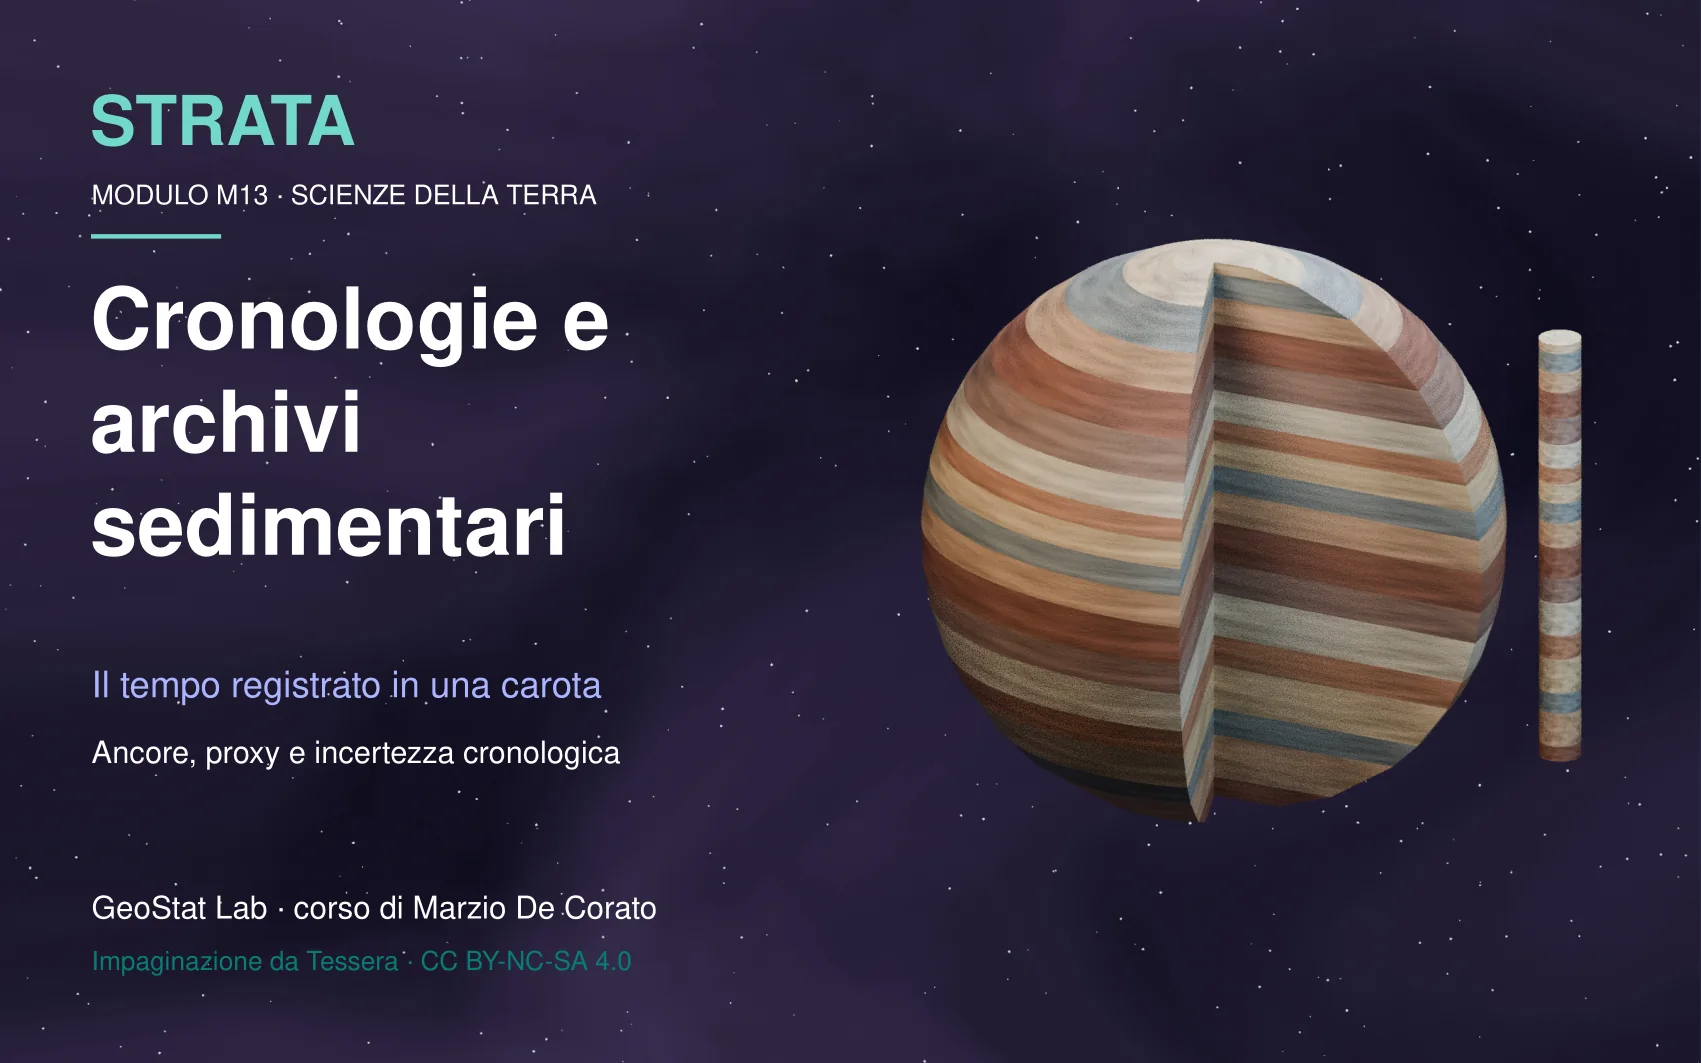 STRATA
MODULO M13 · SCIENZE DELLA TERRA
Cronologie e
archivi
sedimentari
Il tempo registrato in una carota
Ancore, proxy e incertezza cronologica
GeoStat Lab · corso di Marzio De Corato
Impaginazione da Tessera · CC BY-NC-SA 4.0